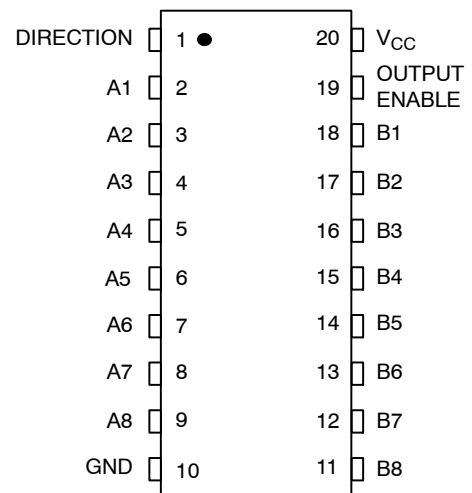 DIRECTION 1 20 VCC
A1 2 19 OUTPUT
ENABLE
A2 3 18 B1
A3 4 17 B2
A4 5 16 B3
A5 6 15 B4
A6 7 14 B5
A7 8 13 B6
A8 9 12 B7
GND 10 11 B8